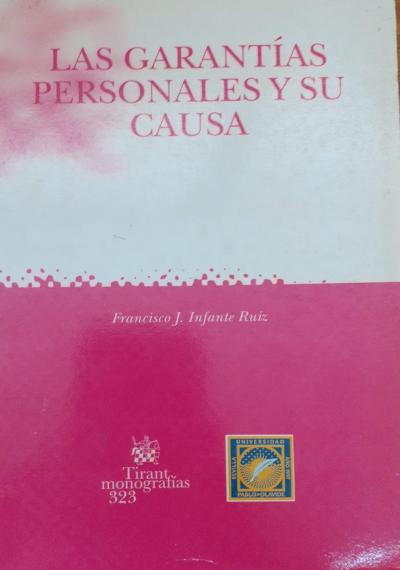 LAS GARANTÍAS
PERSONALES Y SU
CAUSA
Francisco J. Infante Ruiz
Tirant
monografías
323
UNIVERSIDAD
PABLO DE OLAVIDE
SEVILLA